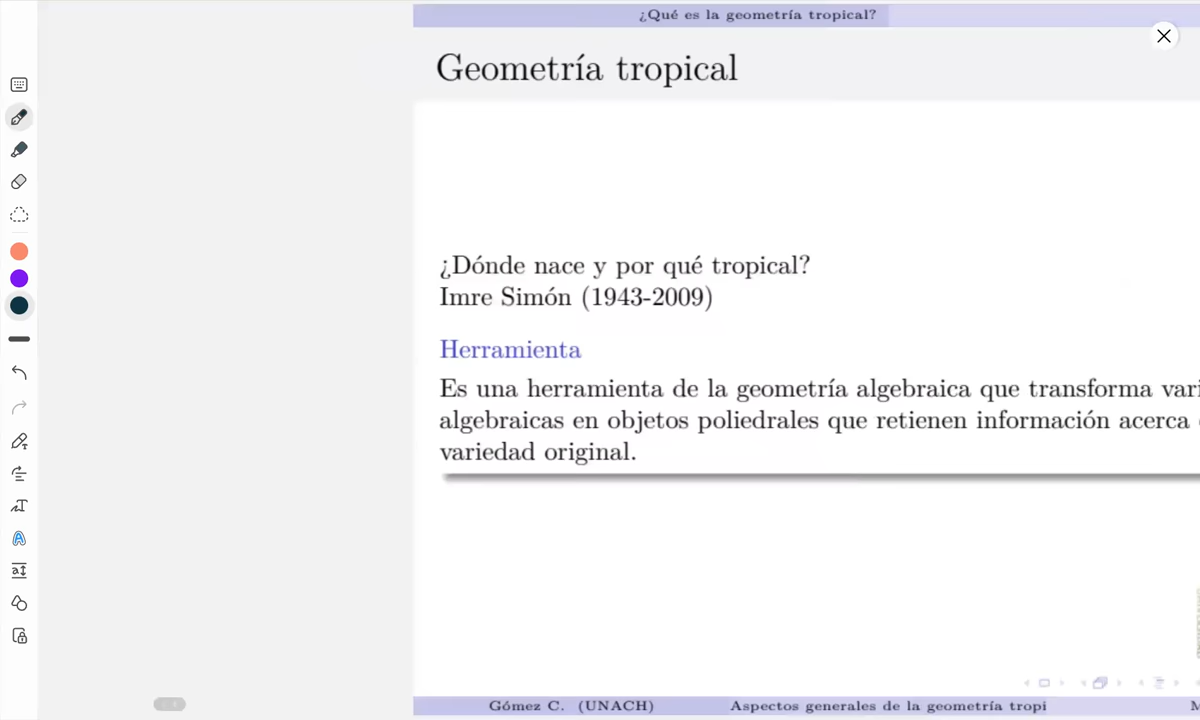 ¿Qué es la geometría tropical?
Geometría tropical
¿Dónde nace y por qué tropical?
Imre Simón (1943-2009)
Herramienta
Es una herramienta de la geometría algebraica que transforma vari
algebraicas en objetos poliedrales que retienen información acerca
variedad original.
Gómez C. (UNACH) Aspectos generales de la geometría tropi